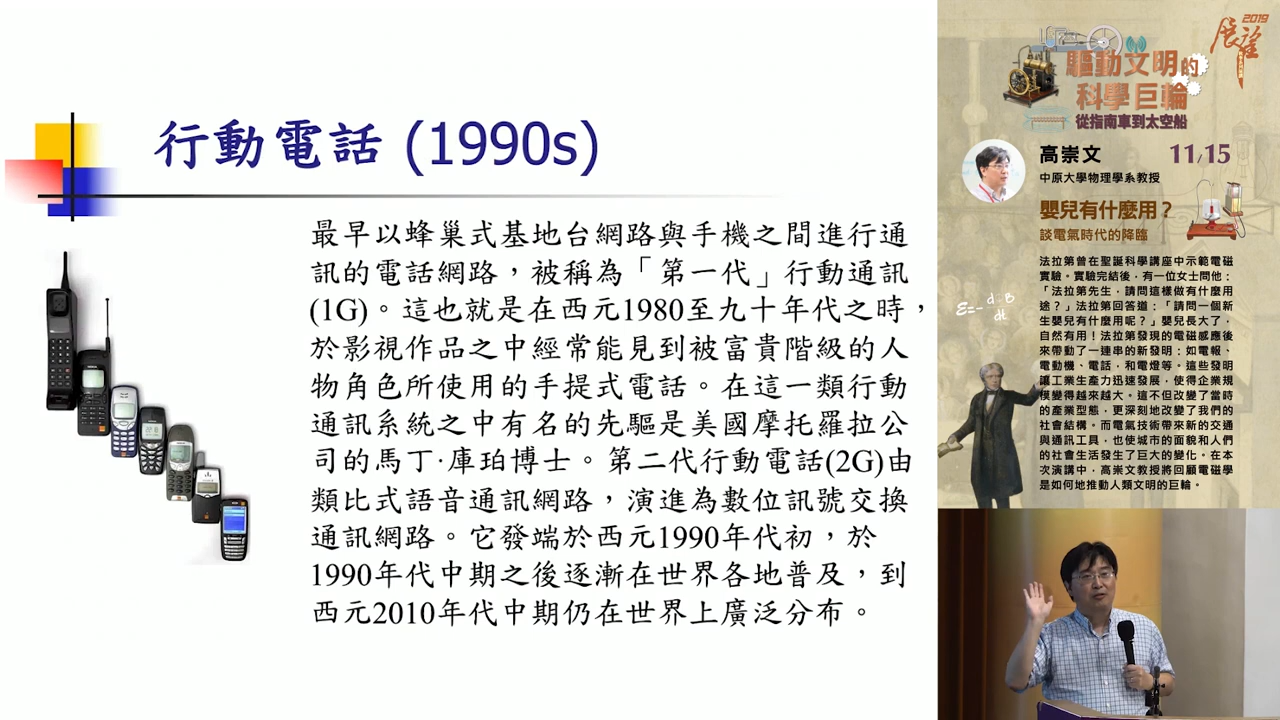 行動電話 (1990s)
最早以蜂巢式基地台網路與手機之間進行通
訊的電話網路，被稱為「第一代」行動通訊
(1G)。這也就是在西元1980至九十年代之時，
於影視作品之中經常能見到被富貴階級的人
物角色所使用的手提式電話。在這一類行動
通訊系統之中有名的先驅是美國摩托羅拉公
司的馬丁·庫珀博士。第二代行動電話(2G)由
類比式語音通訊網路，演進為數位訊號交換
通訊網路。它發端於西元1990年代初，於
1990年代中期之後逐漸在世界各地普及，到
西元2010年代中期仍在世界上廣泛分布。
2019
展望
驅動文明的
科學巨輪
從指南車到太空船
高崇文
11/15
中原大學物理學系教授
嬰兒有什麼用？
談電氣時代的降臨
法拉第曾在聖誕科學講座中示範電磁
實驗。實驗完結後，有一位女士問他：
「法拉第先生，請問這樣做有什麼用
途？」法拉第回答道：「請問一個新
生嬰兒有什麼用呢？」嬰兒長大了，
自然有用！法拉第發現的電磁感應後
來帶動了一連串的新發明：如電報、
電動機、電話，和電燈等。這些發明
讓工業生產力迅速發展，使得企業規
模變得越來越大。這不但改變了當時
的產業型態，更深刻地改變了我們的
社會結構。而電氣技術帶來新的交通
與通訊工具，也使城市的面貌和人們
的社會生活發生了巨大的變化。在本
次演講中，高崇文教授將回顧電磁學
是如何地推動人類文明的巨輪。